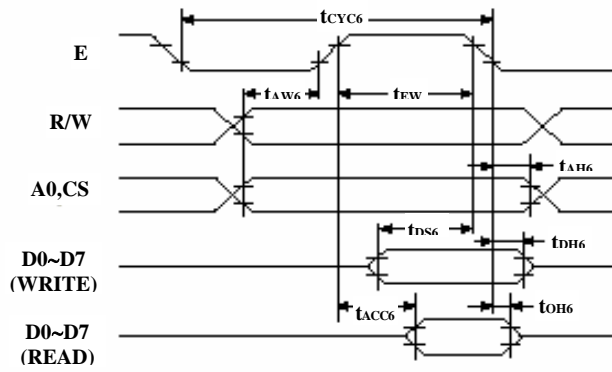 tCYC6
E
tAW6
tEW
R/W
tAH6
A0,CS
tDS6
tDH6
D0~D7
(WRITE)
tACC6
tOH6
D0~D7
(READ)